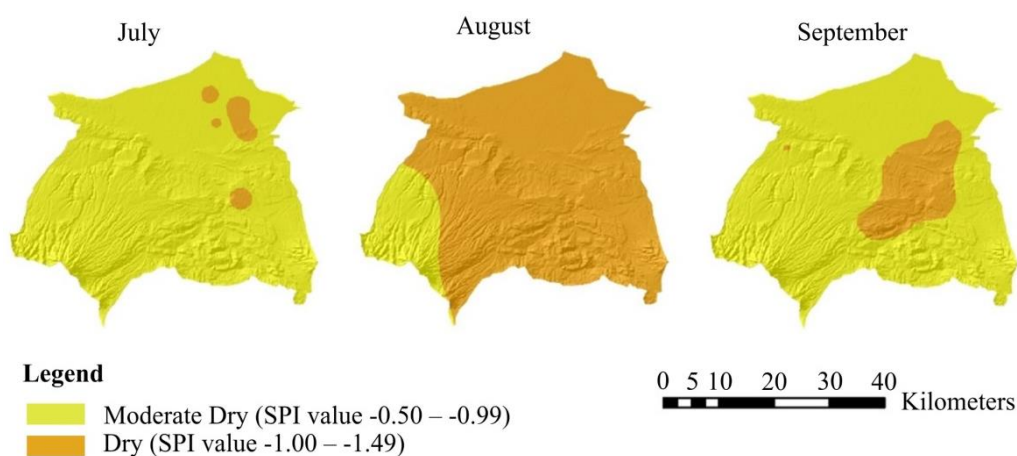 July
August
September
Legend
Moderate Dry (SPI value -0.50 – -0.99)
Dry (SPI value -1.00 – -1.49)
0 5 10 20 30 40
Kilometers